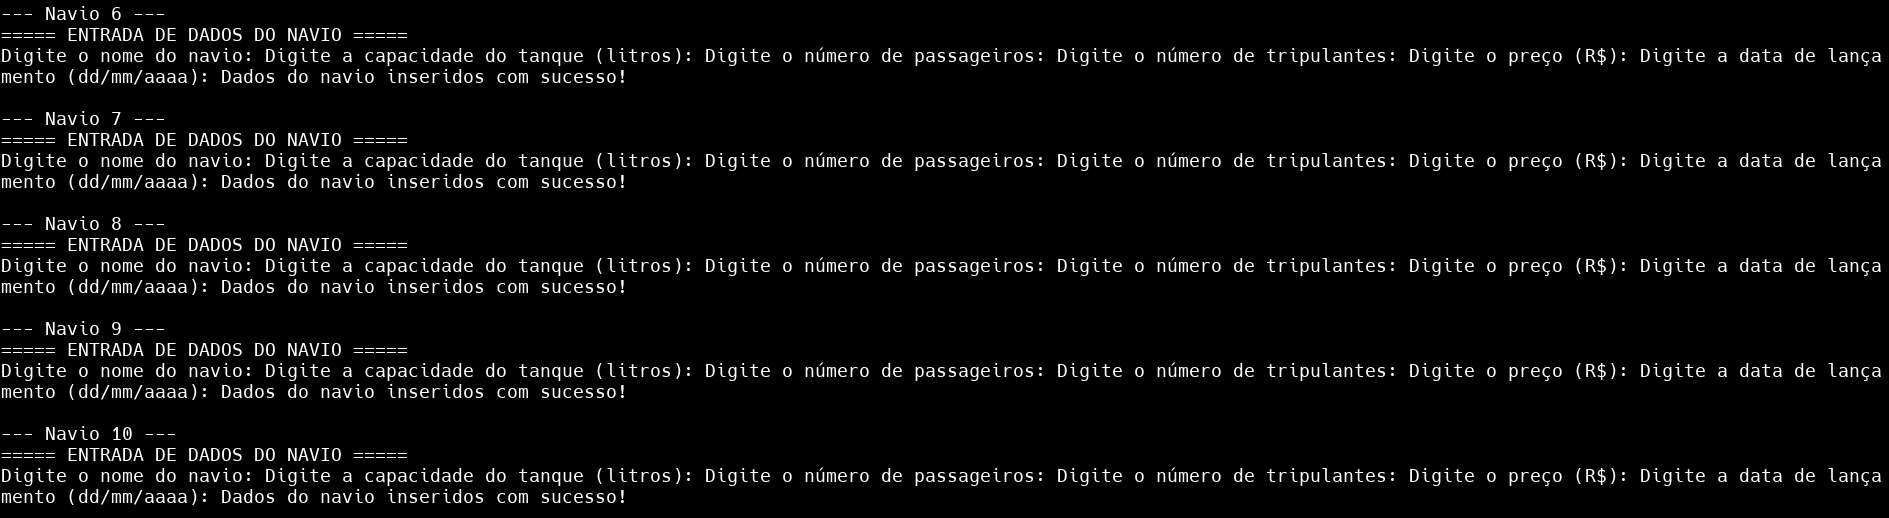 --- Navio 6 ---
===== ENTRADA DE DADOS DO NAVIO =====
Digite o nome do navio: Digite a capacidade do tanque (litros): Digite o número de passageiros: Digite o número de tripulantes: Digite o preço (R$): Digite a data de lança
mento (dd/mm/aaaa): Dados do navio inseridos com sucesso!

--- Navio 7 ---
===== ENTRADA DE DADOS DO NAVIO =====
Digite o nome do navio: Digite a capacidade do tanque (litros): Digite o número de passageiros: Digite o número de tripulantes: Digite o preço (R$): Digite a data de lança
mento (dd/mm/aaaa): Dados do navio inseridos com sucesso!

--- Navio 8 ---
===== ENTRADA DE DADOS DO NAVIO =====
Digite o nome do navio: Digite a capacidade do tanque (litros): Digite o número de passageiros: Digite o número de tripulantes: Digite o preço (R$): Digite a data de lança
mento (dd/mm/aaaa): Dados do navio inseridos com sucesso!

--- Navio 9 ---
===== ENTRADA DE DADOS DO NAVIO =====
Digite o nome do navio: Digite a capacidade do tanque (litros): Digite o número de passageiros: Digite o número de tripulantes: Digite o preço (R$): Digite a data de lança
mento (dd/mm/aaaa): Dados do navio inseridos com sucesso!

--- Navio 10 ---
===== ENTRADA DE DADOS DO NAVIO =====
Digite o nome do navio: Digite a capacidade do tanque (litros): Digite o número de passageiros: Digite o número de tripulantes: Digite o preço (R$): Digite a data de lança
mento (dd/mm/aaaa): Dados do navio inseridos com sucesso!